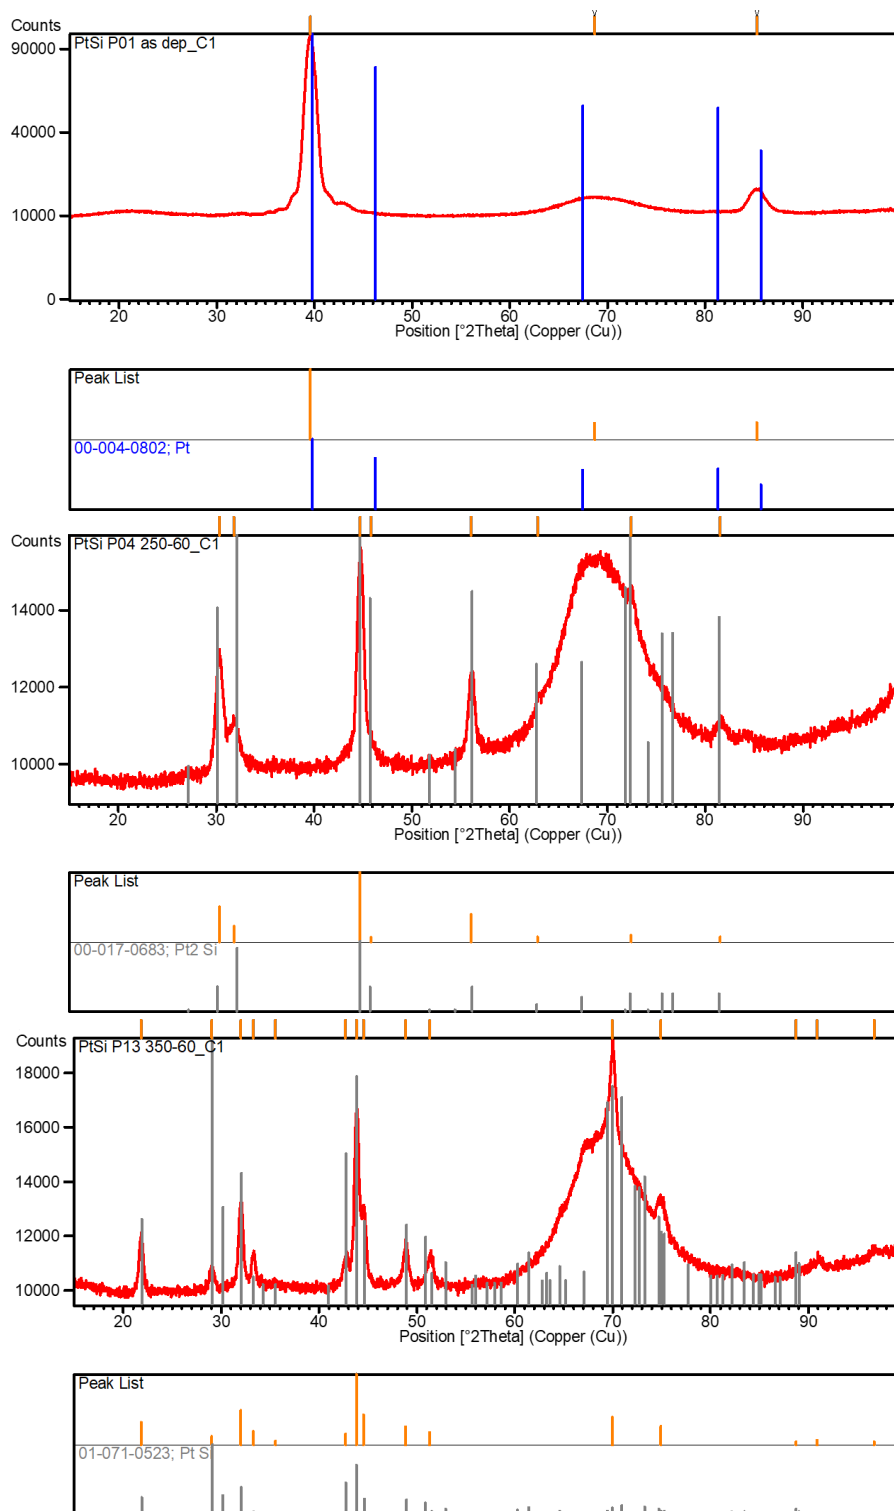 Counts
PtSi P01 as dep_C1
90000
40000
10000
0
20 30 40 50 60 70 80 90
Position [°2Theta] (Copper (Cu))
Peak List
00-004-0802; Pt
Counts
PtSi P04 250-60_C1
14000
12000
10000
20 30 40 50 60 70 80 90
Position [°2Theta] (Copper (Cu))
Peak List
00-017-0683; Pt2 Si
Counts
PtSi P13 350-60_C1
18000
16000
14000
12000
10000
20 30 40 50 60 70 80 90
Position [°2Theta] (Copper (Cu))
Peak List
01-071-0523; Pt S